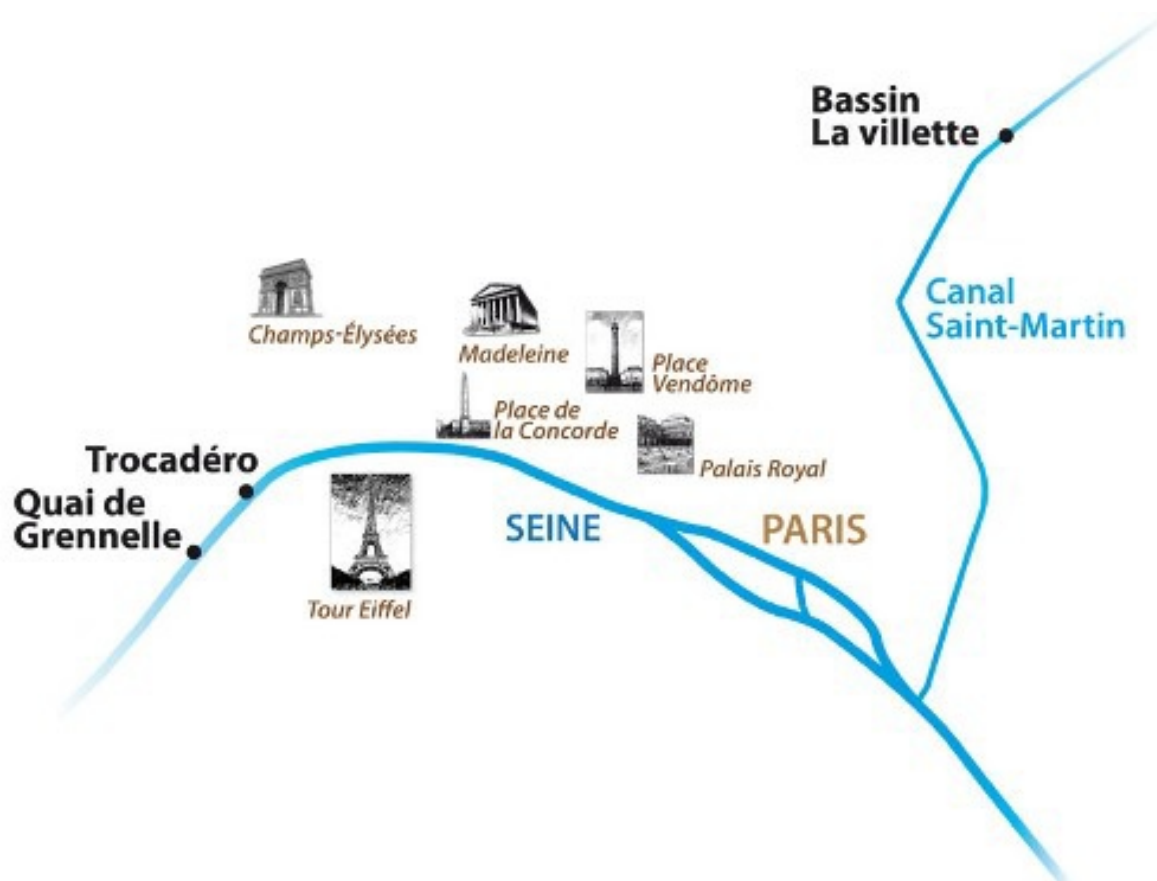 Bassin
La villette
Canal
Saint-Martin
Champs-Élysées
Madeleine
Place
Vendôme
Place de
la Concorde
Palais Royal
Trocadéro
Quai de
Grennelle
SEINE
PARIS
Tour Eiffel